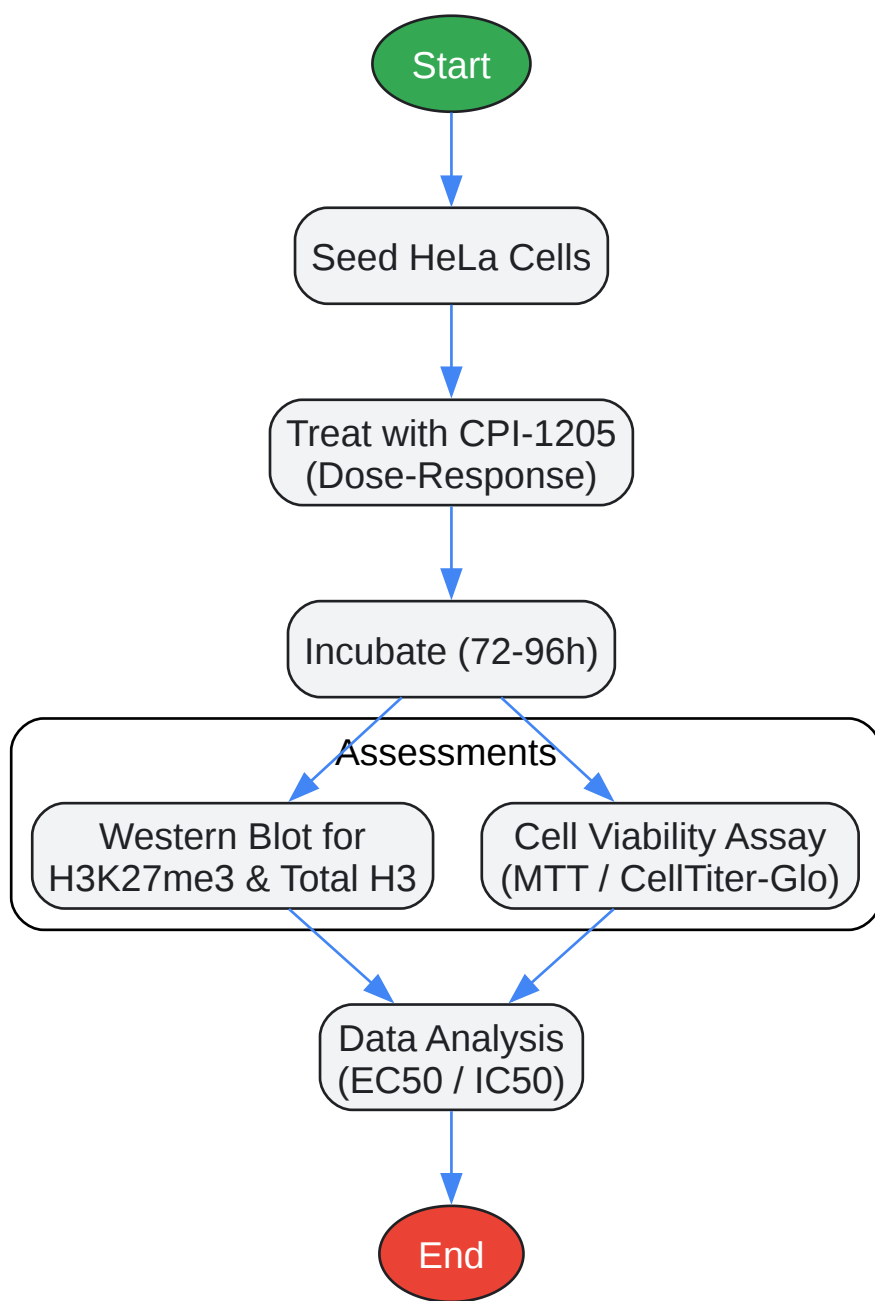 Start
Seed HeLa Cells
Treat with CPI-1205
(Dose-Response)
Incubate (72-96h)
Assessments
Western Blot for
H3K27me3 & Total H3
Cell Viability Assay
(MTT / CellTiter-Glo)
Data Analysis
(EC50 / IC50)
End